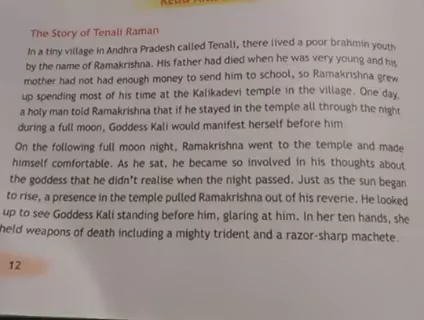 The Story of Tenali Raman
In a tiny village in Andhra Pradesh called Tenali, there lived a poor brahmin youth
by the name of Ramakrishna. His father had died when he was very young and his
mother had not had enough money to send him to school, so Ramakrishna grew
up spending most of his time at the Kalikadevi temple in the village. One day,
a holy man told Ramakrishna that if he stayed in the temple all through the night
during a full moon, Goddess Kali would manifest herself before him
On the following full moon night, Ramakrishna went to the temple and made
himself comfortable. As he sat, he became so involved in his thoughts about
the goddess that he didn't realise when the night passed. Just as the sun began
to rise, a presence in the temple pulled Ramakrishna out of his reverie. He looked
up to see Goddess Kali standing before him, glaring at him. In her ten hands, she
held weapons of death including a mighty trident and a razor-sharp machete.
12